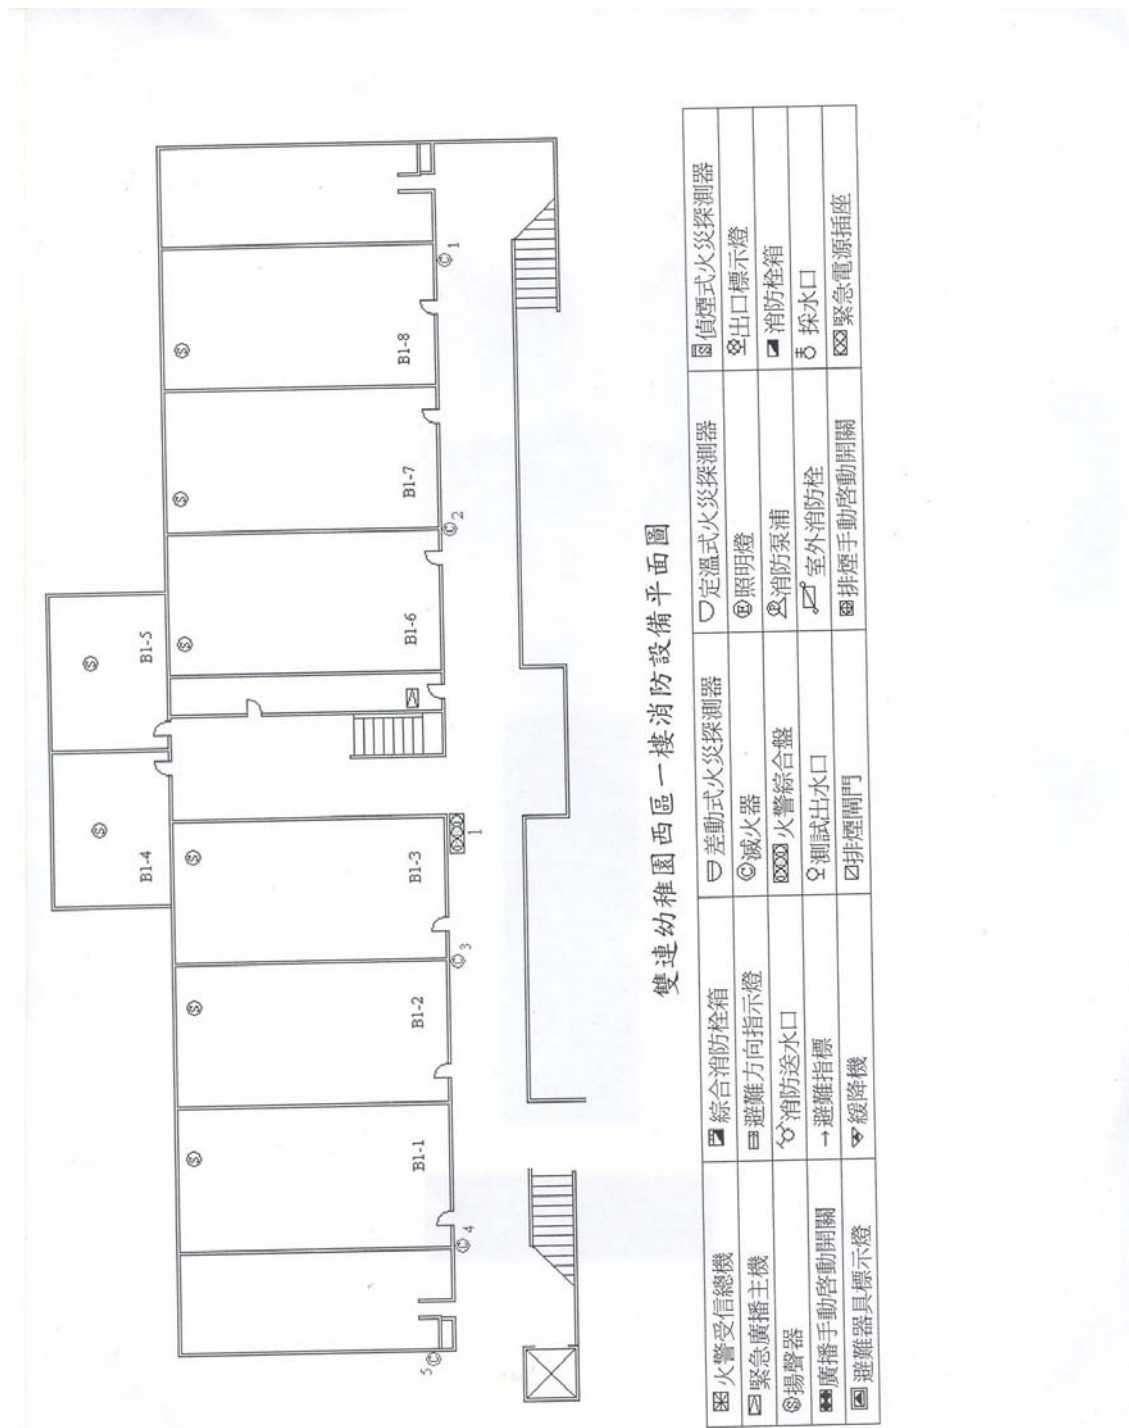 B1-1
B1-2
B1-3
B1-4
B1-5
B1-6
B1-7
B1-8
5
4
3
1
2
1
雙連幼稚園西區一樓消防設備平面圖
火警受信總機
綜合消防栓箱
差動式火災探測器
定溫式火災探測器
偵煙式火災探測器
緊急廣播主機
避難方向指示燈
滅火器
照明燈
出口標示燈
揚聲器
消防送水口
火警綜合盤
消防泵浦
消防栓箱
廣播手動啓動開關
避難指標
測試出水口
室外消防栓
採水口
避難器具標示燈
緩降機
排煙閘門
排煙手動啓動開關
緊急電源插座